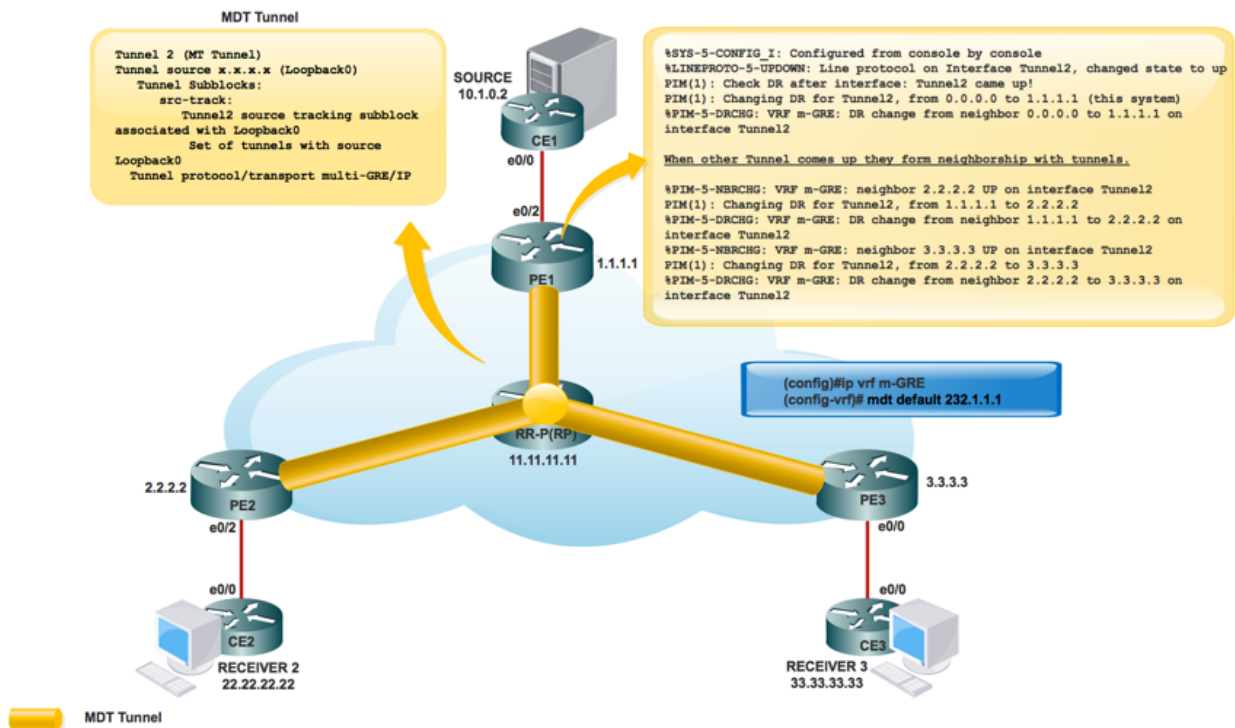 MDT Tunnel
Tunnel 2 (MT Tunnel)
Tunnel source x.x.x.x (Loopback0)
Tunnel Subblocks:
src-track:
Tunnel2 source tracking subblock
associated with Loopback0
Set of tunnels with source
Loopback0
Tunnel protocol/transport multi-GRE/IP
%SYS-5-CONFIG_I: Configured from console by console
%LINEPROTO-5-UPDOWN: Line protocol on Interface Tunnel2, changed state to up
PIM(1): Check DR after interface: Tunnel2 came up!
PIM(1): Changing DR for Tunnel2, from 0.0.0.0 to 1.1.1.1 (this system)
%PIM-5-DRCHG: VRF m-GRE: DR change from neighbor 0.0.0.0 to 1.1.1.1 on
interface Tunnel2
When other Tunnel comes up they form neighborship with tunnels.
%PIM-5-NBRCHG: VRF m-GRE: neighbor 2.2.2.2 UP on interface Tunnel2
PIM(1): Changing DR for Tunnel2, from 1.1.1.1 to 2.2.2.2
%PIM-5-DRCHG: VRF m-GRE: DR change from neighbor 1.1.1.1 to 2.2.2.2 on
interface Tunnel2
%PIM-5-NBRCHG: VRF m-GRE: neighbor 3.3.3.3 UP on interface Tunnel2
PIM(1): Changing DR for Tunnel2, from 2.2.2.2 to 3.3.3.3
%PIM-5-DRCHG: VRF m-GRE: DR change from neighbor 2.2.2.2 to 3.3.3.3 on
interface Tunnel2
SOURCE
10.1.0.2
CE1
e0/0
e0/2
1.1.1.1
PE1
(config)#ip vrf m-GRE
(config-vrf)# mdt default 232.1.1.1
RR-P(RP)
11.11.11.11
2.2.2.2
PE2
e0/2
3.3.3.3
PE3
e0/0
e0/0
CE2
RECEIVER 2
22.22.22.22
e0/0
CE3
RECEIVER 3
33.33.33.33
MDT Tunnel